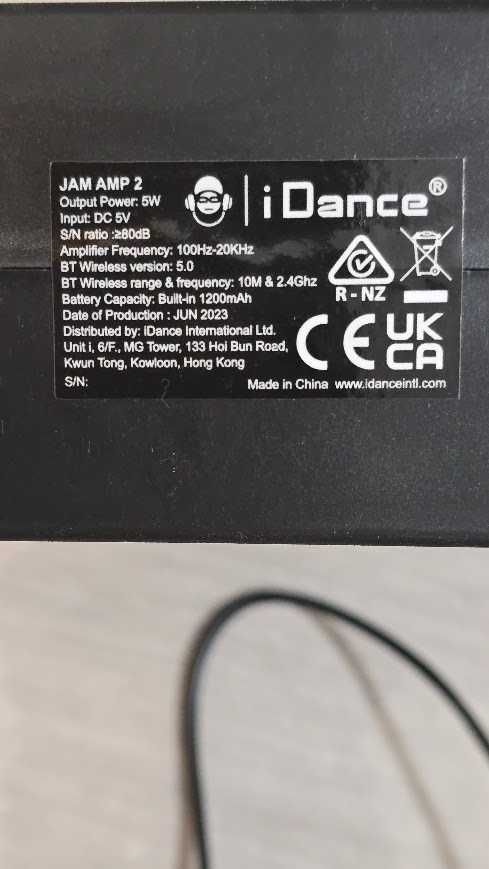 JAM AMP 2
Output Power: 5W
Input: DC 5V
S/N ratio :≥80dB
Amplifier Frequency: 100Hz-20KHz
BT Wireless version: 5.0
BT Wireless range & frequency: 10M & 2.4Ghz
Battery Capacity: Built-in 1200mAh
Date of Production : JUN 2023
Distributed by: iDance International Ltd.
Unit i, 6/F., MG Tower, 133 Hoi Bun Road,
Kwun Tong, Kowloon, Hong Kong
S/N:
iDance®
R-NZ
CE
UK
CA
Made in China www.idanceintl.com